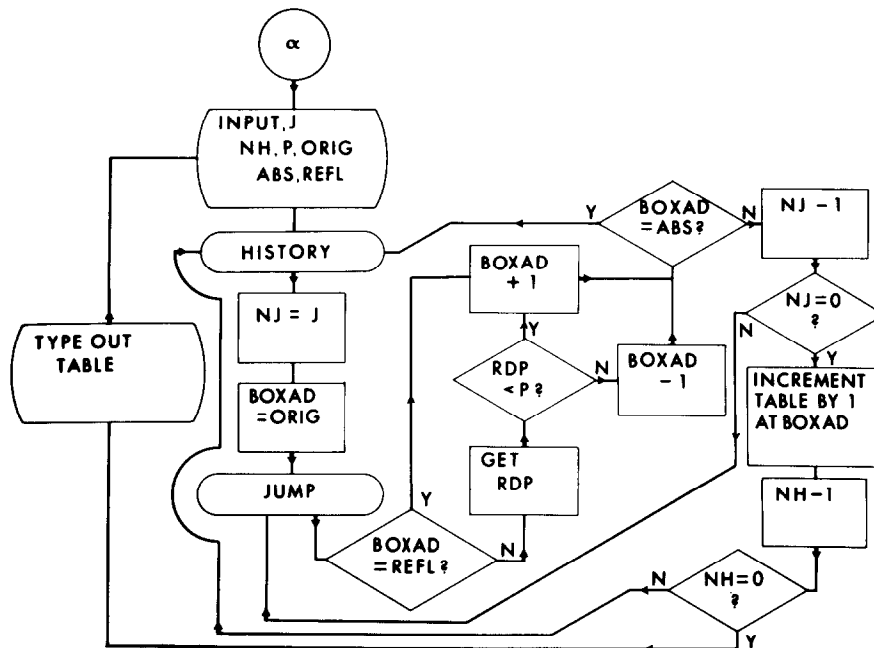 α
INPUT, J
NH, P, ORIG
ABS, REFL
HISTORY
NJ = J
BOXAD
=ORIG
JUMP
TYPE OUT
TABLE
BOXAD
=REFL?
Y
N
GET
RDP
RDP
<P?
Y
N
BOXAD
+1
BOXAD
-1
BOXAD
=ABS?
Y
N
NJ -1
NJ=0
?
N
Y
INCREMENT
TABLE BY 1
AT BOXAD
NH-1
NH=0
?
N
Y